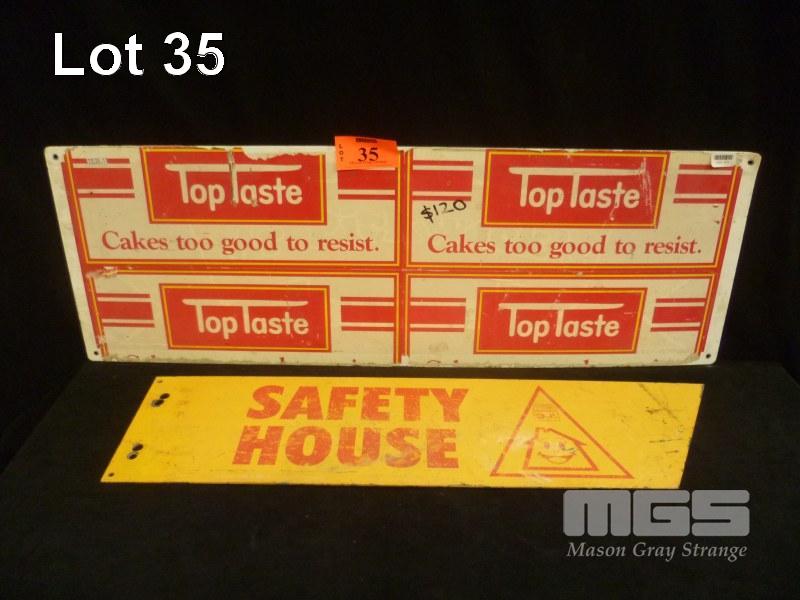 Lot 35
LOT
35
Top Taste
Top Taste
$120
Cakes too good to resist.
Cakes too good to resist.
Top Taste
Top Taste
SAFETY
HOUSE
MGS
Mason Gray Strange